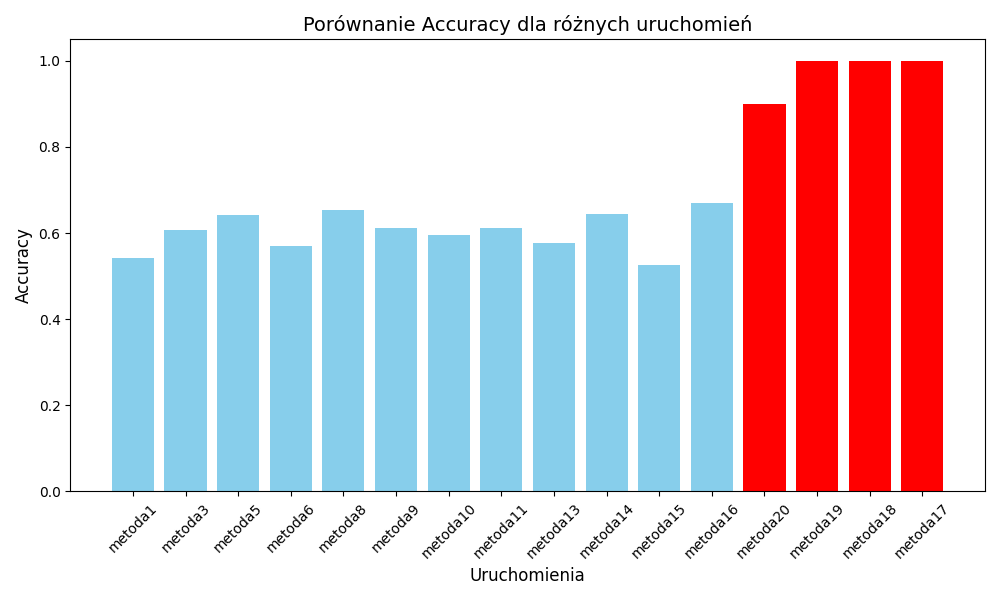 Porównanie Accuracy dla różnych uruchomień
Accuracy
1.0
0.8
0.6
0.4
0.2
0.0
metoda1
metoda3
metoda5
metoda6
metoda8
metoda9
metoda10
metoda11
metoda13
metoda14
metoda15
metoda16
metoda20
metoda19
metoda18
metoda17
Uruchomienia